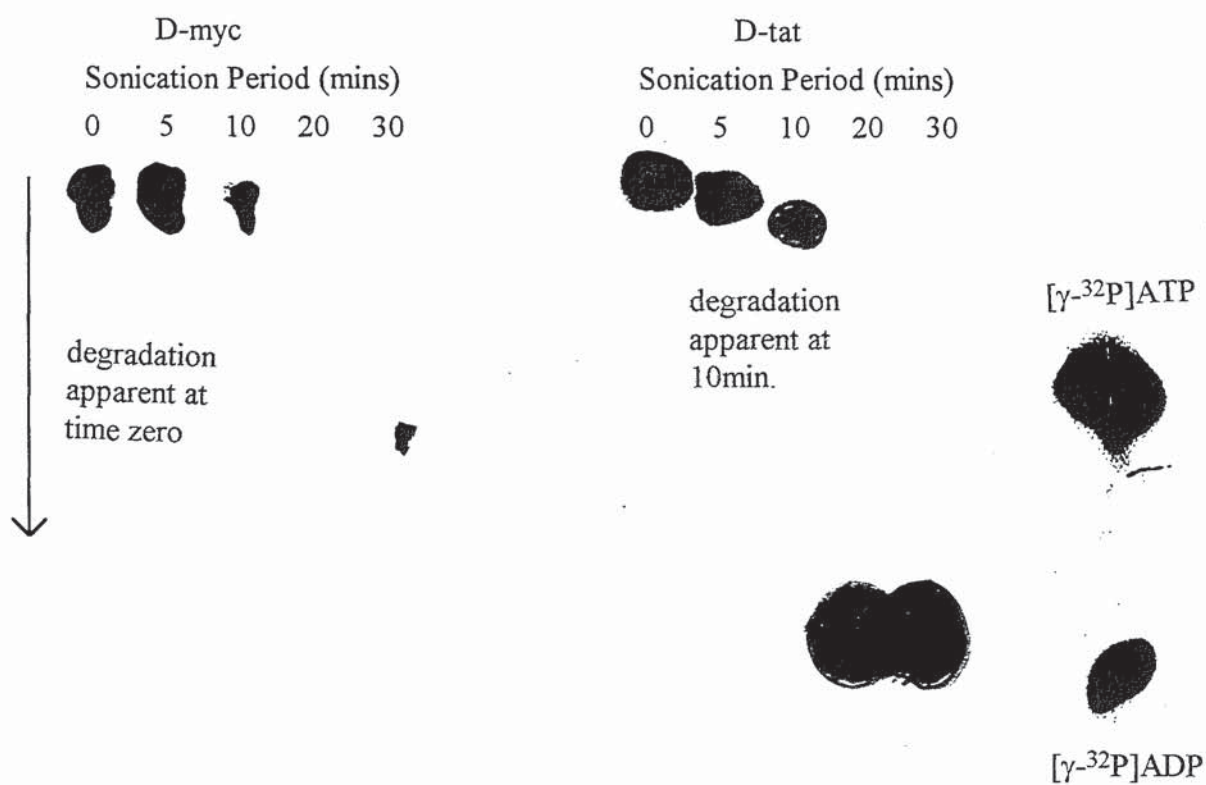 D-myc
Sonication Period (mins)
0 5 10 20 30
degradation
apparent at
time zero
D-tat
Sonication Period (mins)
0 5 10 20 30
degradation
apparent at
10min.
[γ-³²P]ATP
[γ-³²P]ADP